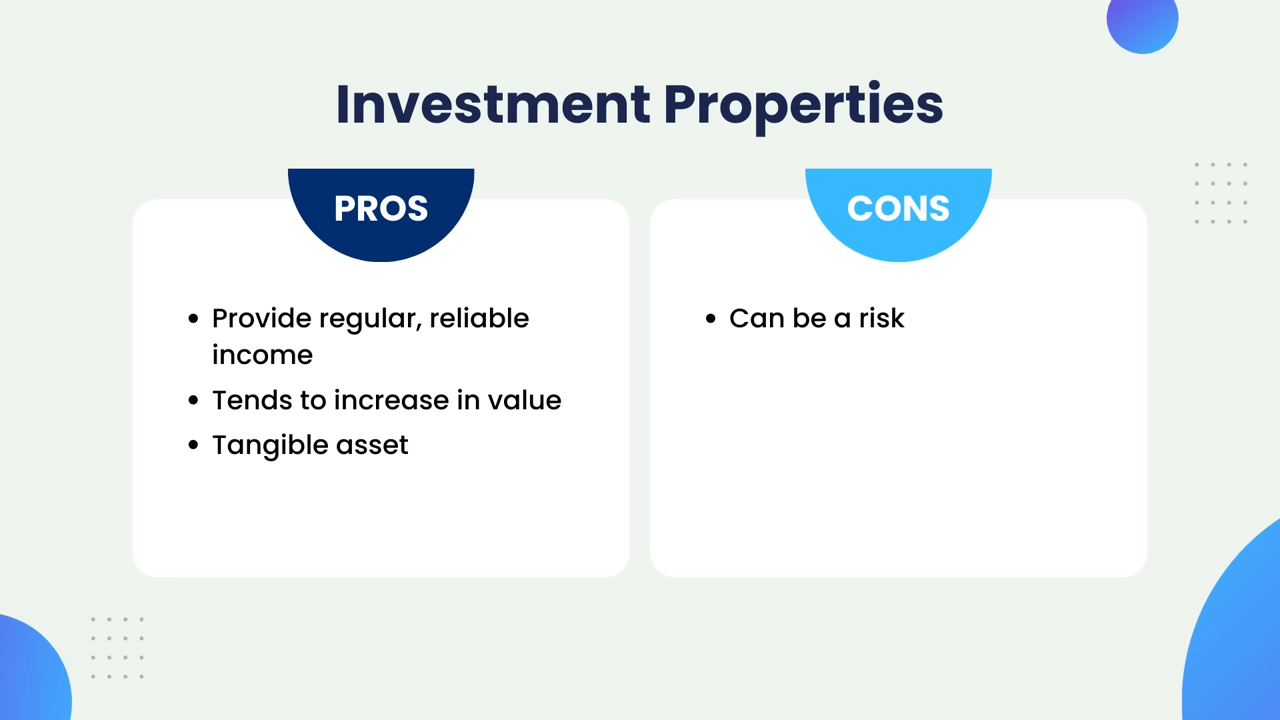 Investment Properties
PROS
• Provide regular, reliable
income
• Tends to increase in value
• Tangible asset
CONS
• Can be a risk